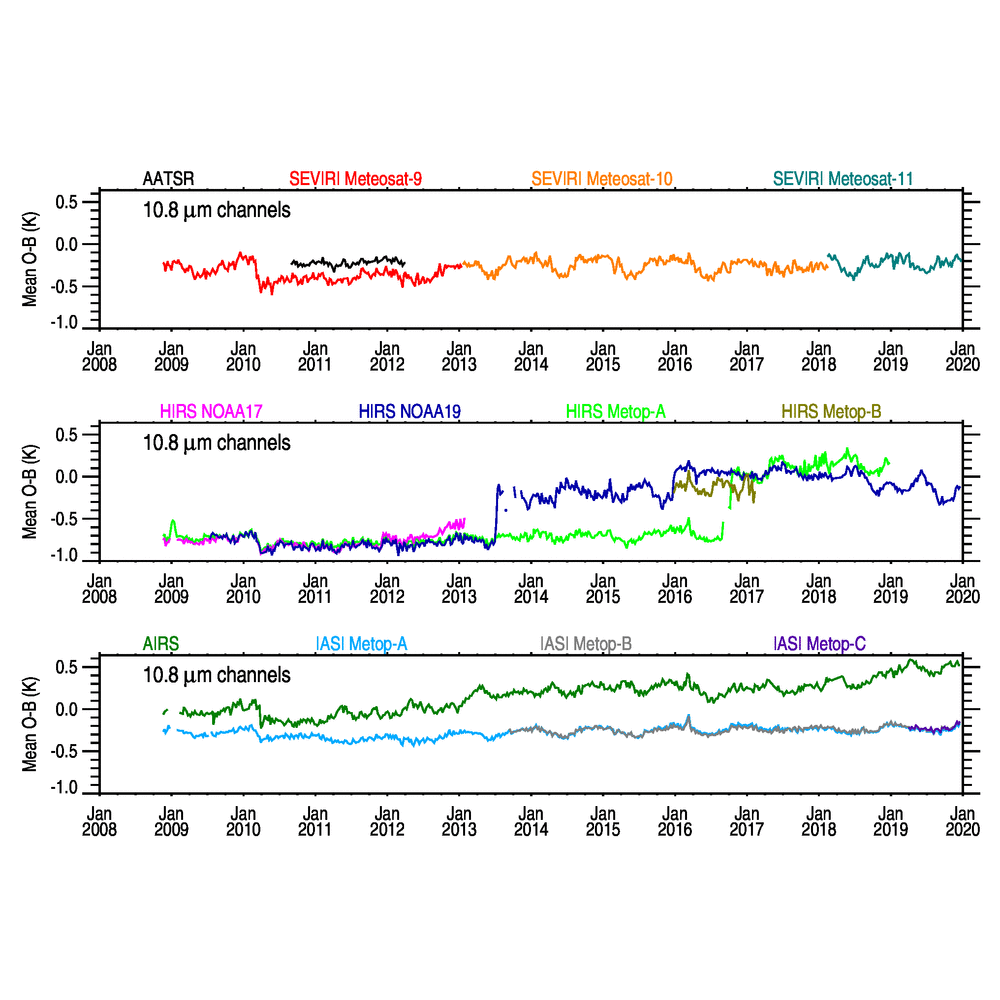 AATSR SEVIRI Meteosat-9 SEVIRI Meteosat-10 SEVIRI Meteosat-11
10.8 μm channels
Mean O-B (K)
0.5
0.0
-0.5
-1.0
Jan Jan Jan Jan Jan Jan Jan Jan Jan Jan Jan Jan Jan
2008 2009 2010 2011 2012 2013 2014 2015 2016 2017 2018 2019 2020
HIRS NOAA17 HIRS NOAA19 HIRS Metop-A HIRS Metop-B
10.8 μm channels
Mean O-B (K)
0.5
0.0
-0.5
-1.0
Jan Jan Jan Jan Jan Jan Jan Jan Jan Jan Jan Jan Jan
2008 2009 2010 2011 2012 2013 2014 2015 2016 2017 2018 2019 2020
AIRS IASI Metop-A IASI Metop-B IASI Metop-C
10.8 μm channels
Mean O-B (K)
0.5
0.0
-0.5
-1.0
Jan Jan Jan Jan Jan Jan Jan Jan Jan Jan Jan Jan Jan
2008 2009 2010 2011 2012 2013 2014 2015 2016 2017 2018 2019 2020